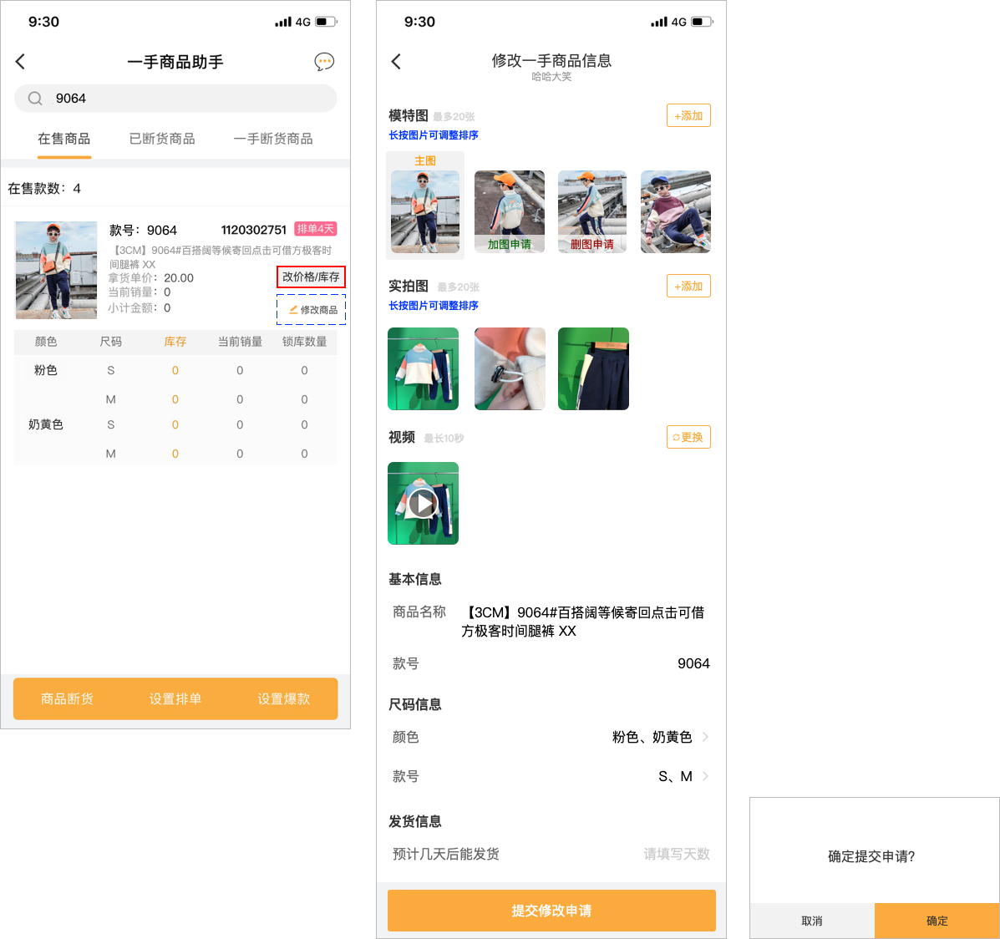 9:30
4G
一手商品助手
9064
在售商品 已断货商品 一手断货商品
在售款数：4
款号：9064 1120302751 排单4天
【3CM】9064#百搭阔等候寄回点击可借方极客时
间腿裤 XX
拿货单价：20.00
改价格/库存
当前销量：0
小计金额：0
修改商品
颜色 尺码 库存 当前销量 锁库数量
粉色 S 0 0 0
M 0 0 0
奶黄色 S 0 0 0
M 0 0 0
商品断货 设置排单 设置爆款
9:30
4G
修改一手商品信息
哈哈大笑
模特图 最多20张 +添加
长按图片可调整排序
主图
加图申请 删图申请
实拍图 最多20张 +添加
长按图片可调整排序
视频 最长10秒 更换
基本信息
商品名称 【3CM】9064#百搭阔等候寄回点击可借
方极客时间腿裤 XX
款号 9064
尺码信息
颜色 粉色、奶黄色
款号 S、M
发货信息
预计几天后能发货 请填写天数
提交修改申请
确定提交申请?
取消 确定